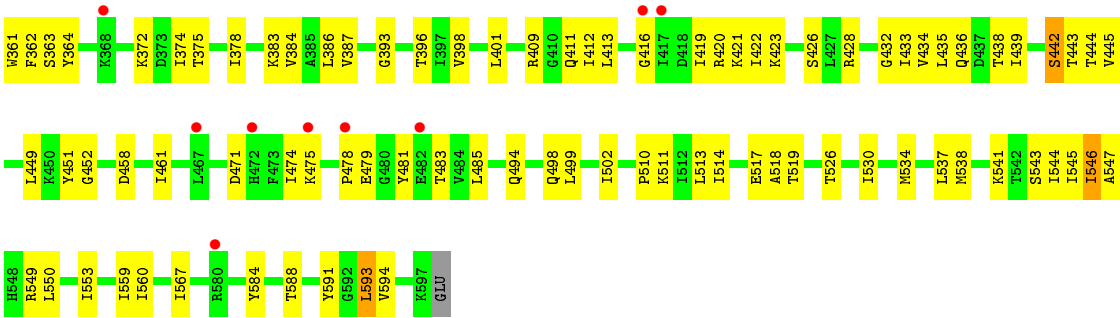 W361 F362 S363 Y364 K368 K372 D373 I374 T375 I378 K383 V384 A385 L386 V387 G393 T396 I397 V398 L401 R409 G410 Q411 I412 L413 G416 I417 D418 I419 R420 K421 I422 K423 S426 L427 R428 G432 I433 V434 L435 Q436 D437 T438 I439 S442 T443 T444 V445
L449 K450 Y451 G452 D458 I461 L467 D471 H472 F473 I474 K475 P478 E479 G480 Y481 E482 T483 V484 L485 Q494 Q498 L499 I502 P510 K511 I512 L513 I514 E517 A518 T519 T526 I530 M534 L537 M538 K541 T542 S543 I544 I545 I546 A547
H548 R549 L550 I553 I559 I560 I567 R580 Y584 T588 Y591 G592 L593 V594 K597 GLU